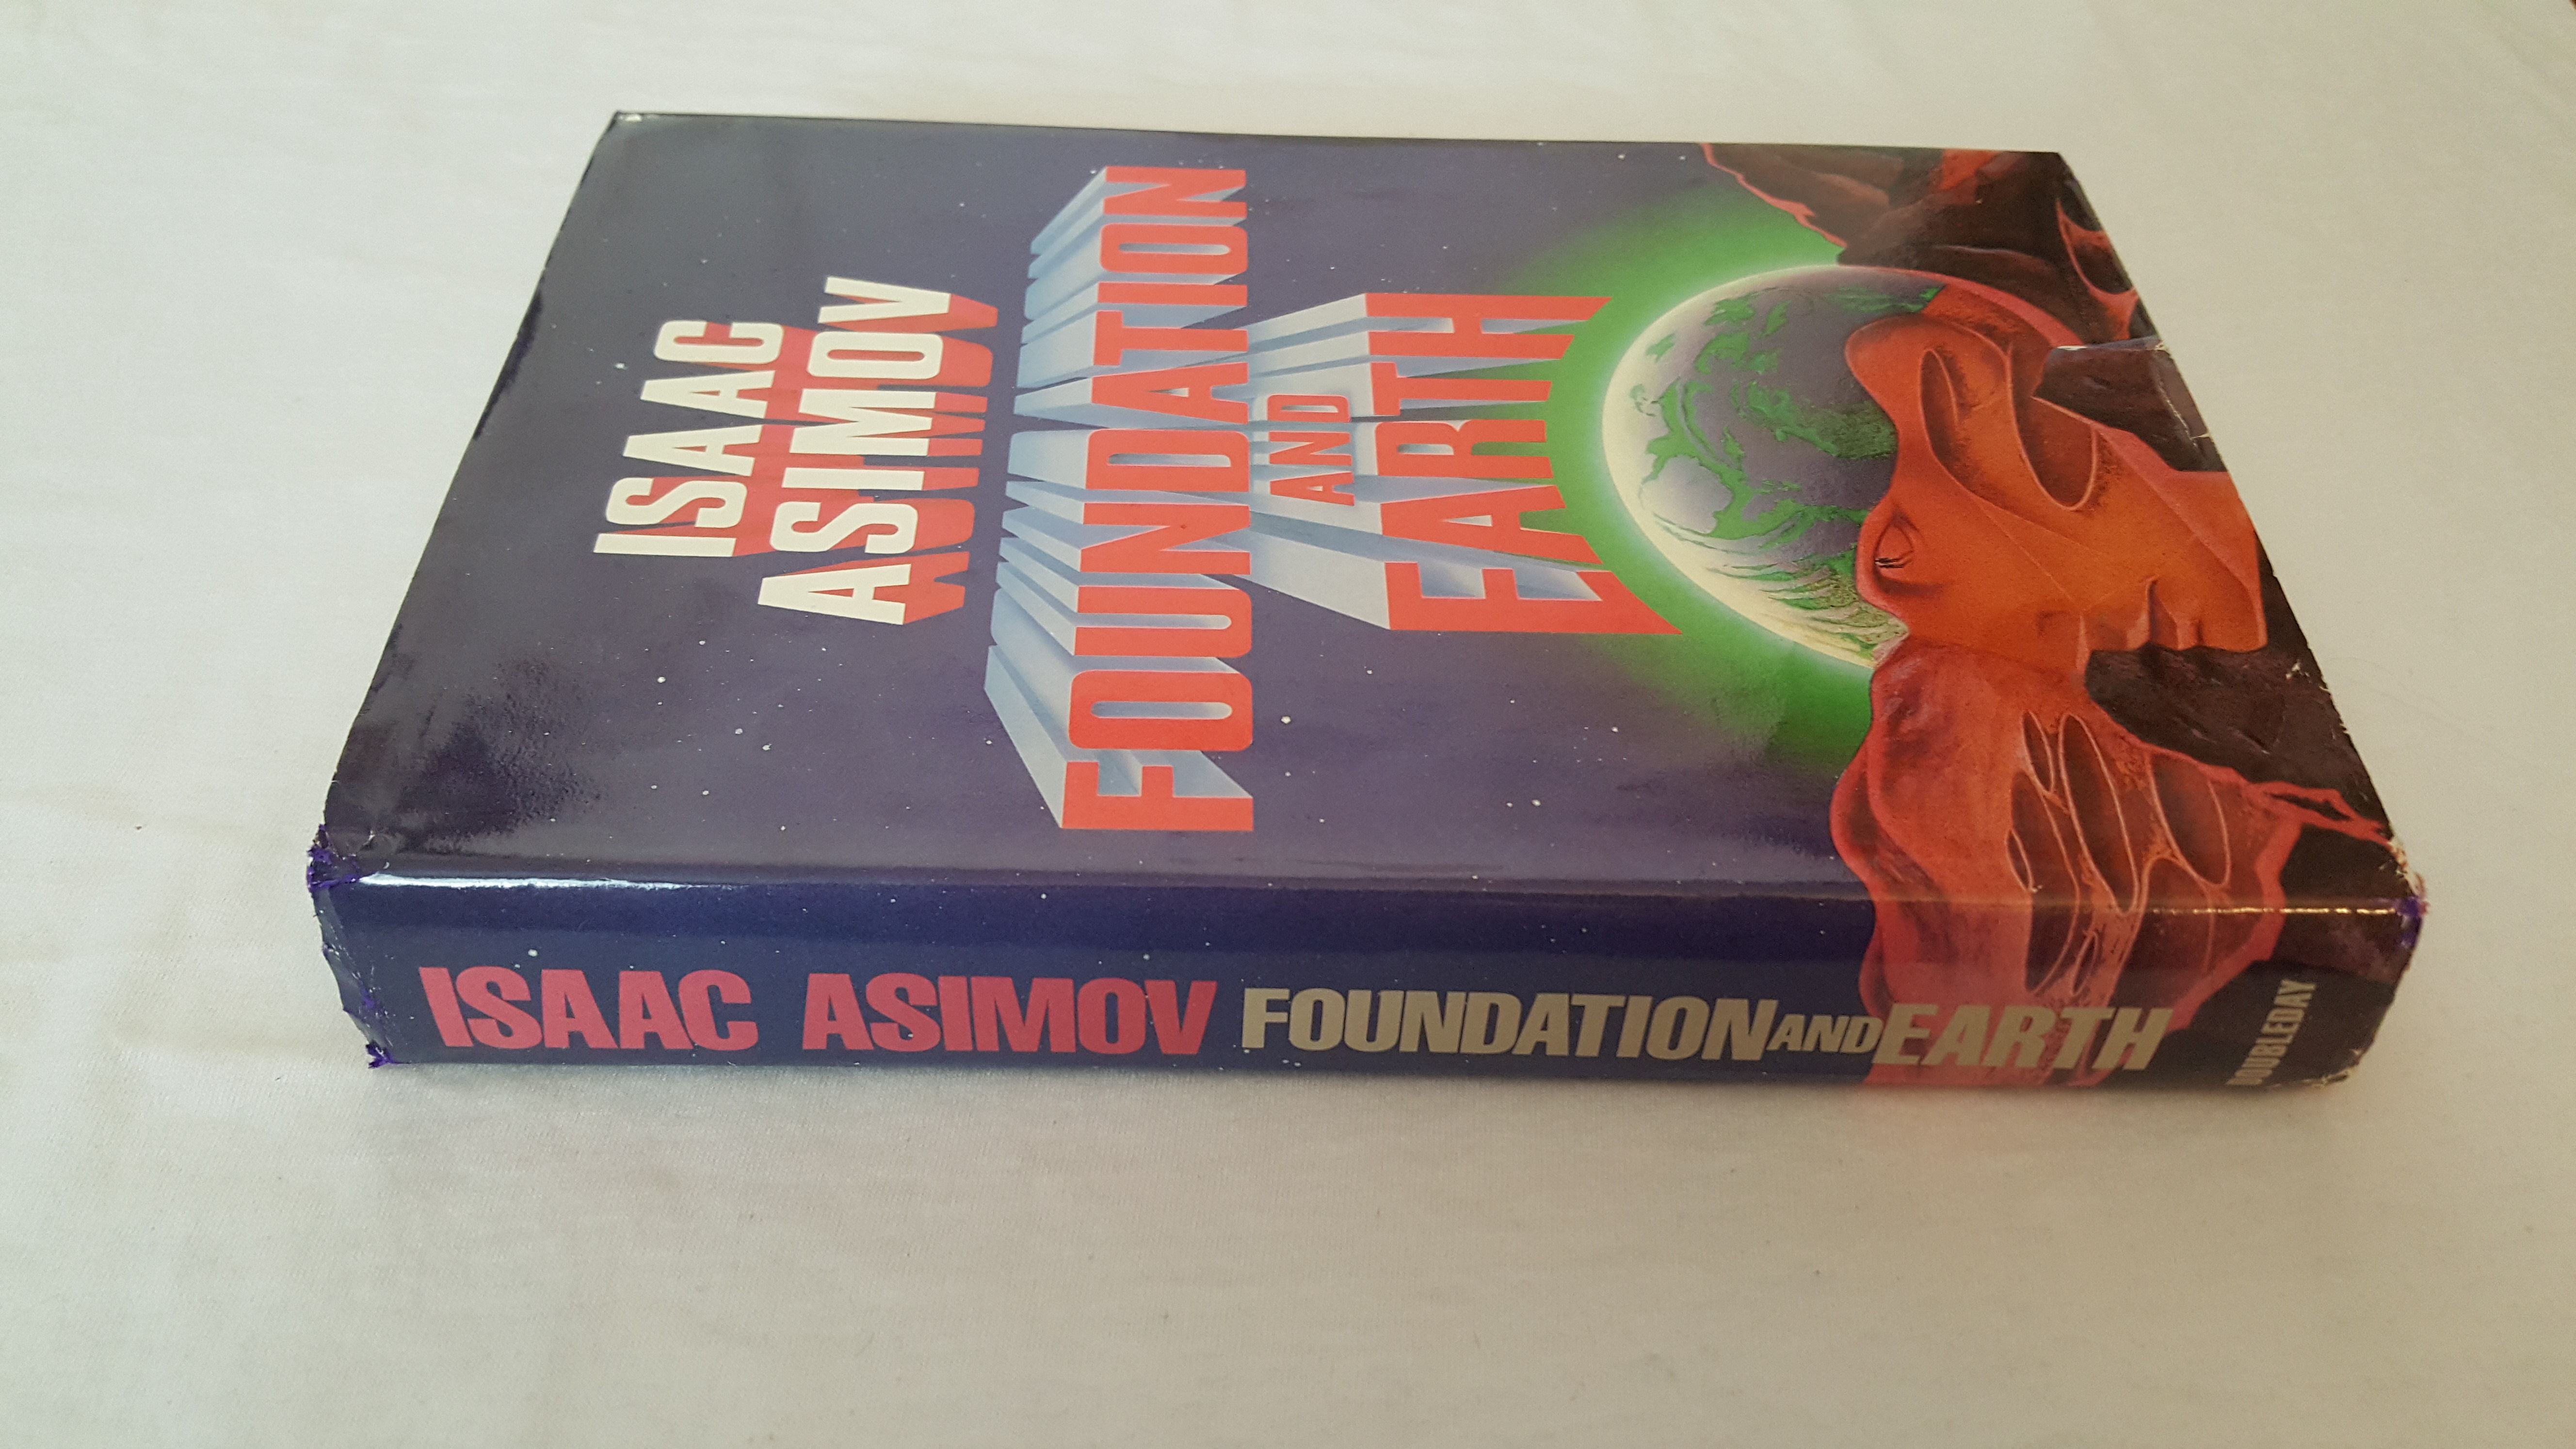 ISAAC
ASIMOV
FOUNDATION
AND
EARTH
ISAAC ASIMOV FOUNDATION AND EARTH
DOUBLEDAY